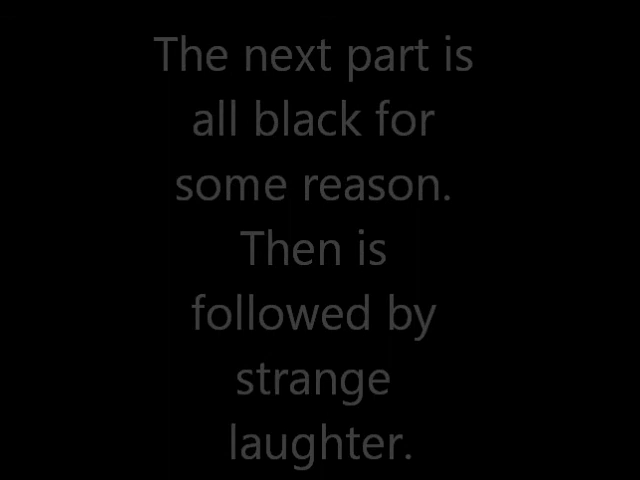 The next part is
all black for
some reason.
Then is
followed by
strange
laughter.